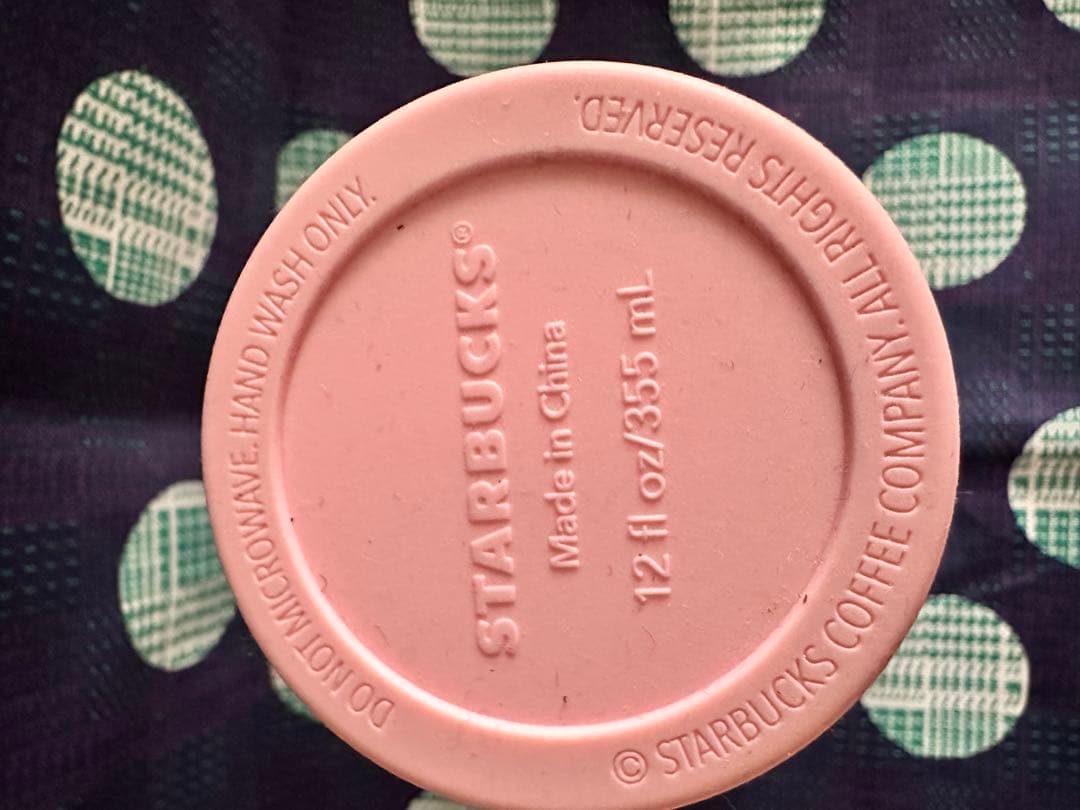 STARBUCKS®
Made in China
12 fl oz/355 mL
DO NOT MICROWAVE. HAND WASH ONLY.
© STARBUCKS COFFEE COMPANY. ALL RIGHTS RESERVED.